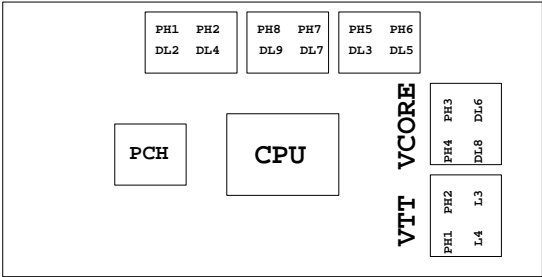 PH1 PH2
DL2 DL4
PH8 PH7
DL9 DL7
PH5 PH6
DL3 DL5
PCH
CPU
VCORE
PH3 DL6
PH4 DL8
VTT
PH2 L3
PH1 L4